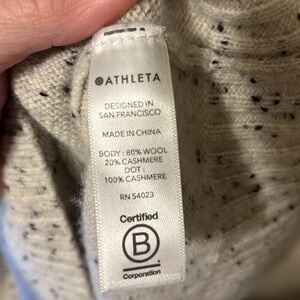 ATHLETA
DESIGNED IN
SAN FRANCISCO
MADE IN CHINA
BODY : 80% WOOL
20% CASHMERE
DOT :
100% CASHMERE
RN 54023
Certified
B
Corporation